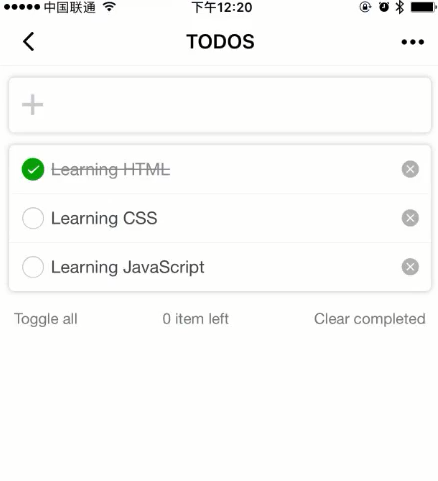 中国联通 下午12:20
TODOS
Learning HTML
Learning CSS
Learning JavaScript
Toggle all 0 item left Clear completed